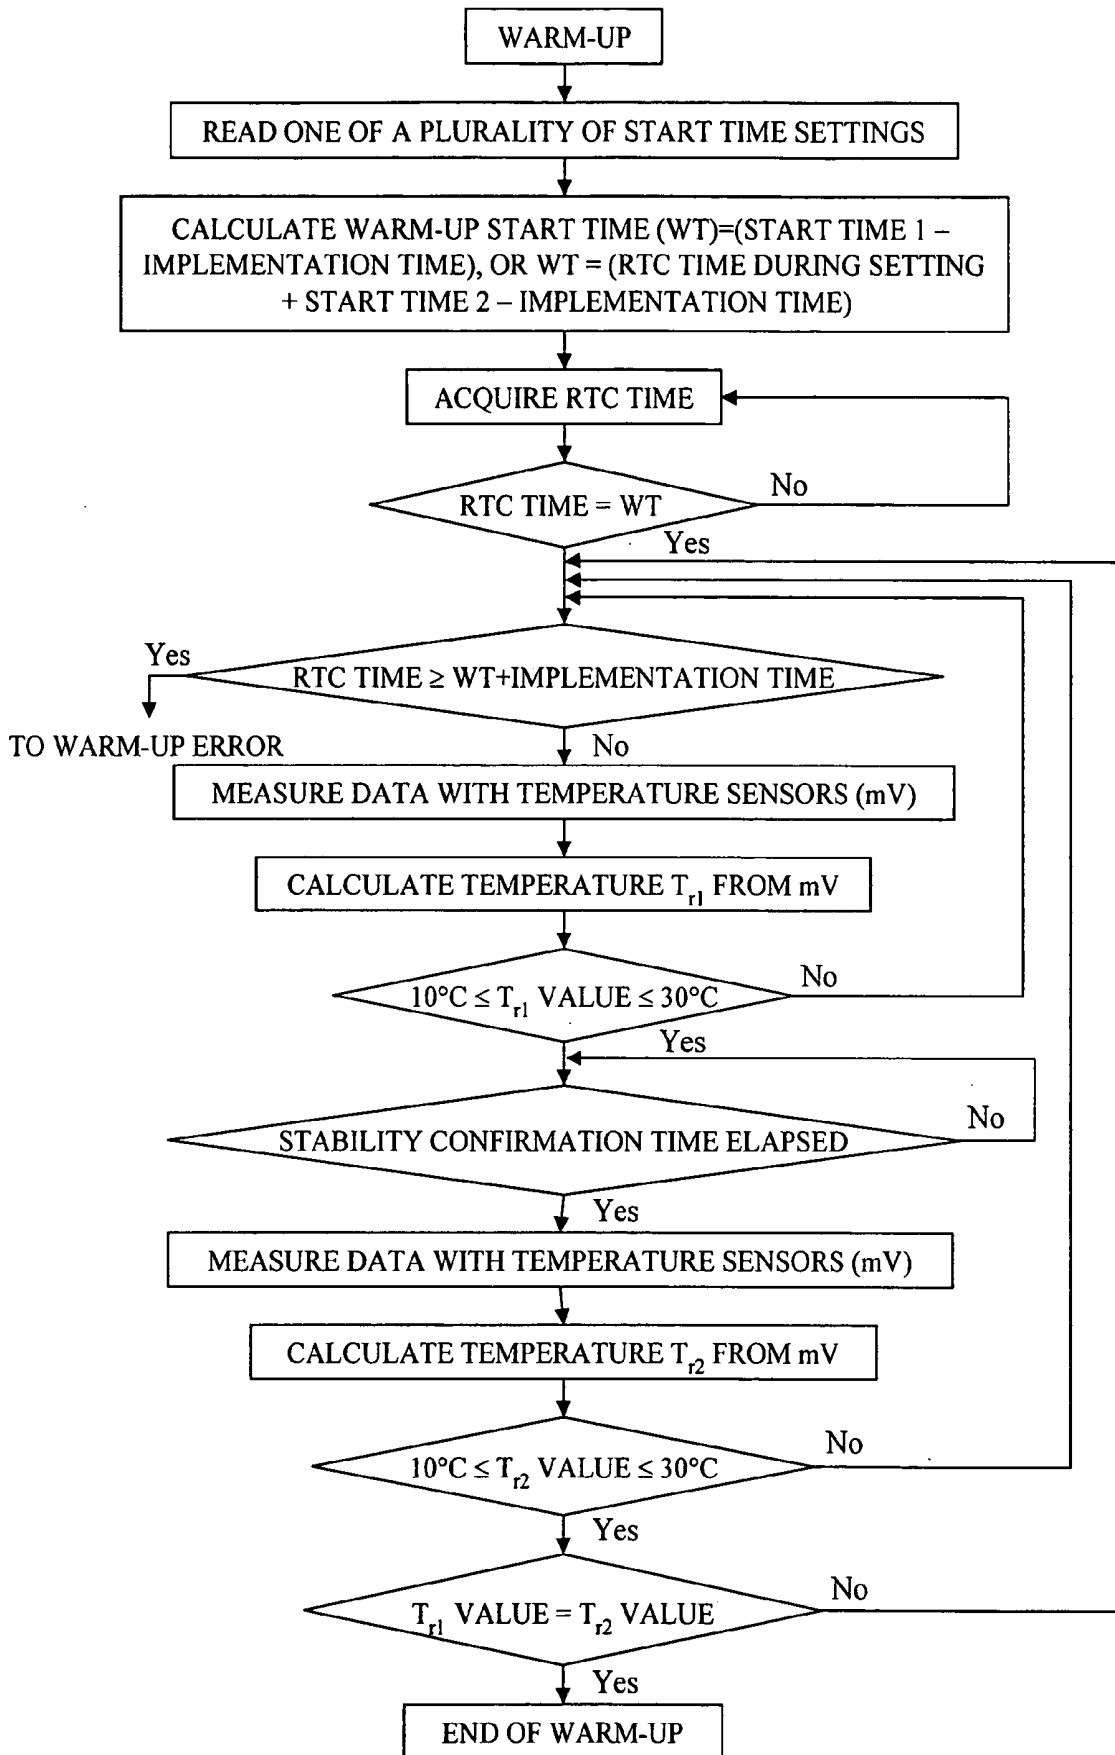 WARM-UP
READ ONE OF A PLURALITY OF START TIME SETTINGS
CALCULATE WARM-UP START TIME (WT)=(START TIME 1 –
IMPLEMENTATION TIME), OR WT = (RTC TIME DURING SETTING
+ START TIME 2 – IMPLEMENTATION TIME)
ACQUIRE RTC TIME
No
RTC TIME = WT
Yes
Yes
RTC TIME ≥ WT+IMPLEMENTATION TIME
TO WARM-UP ERROR
No
MEASURE DATA WITH TEMPERATURE SENSORS (mV)
CALCULATE TEMPERATURE Tr1 FROM mV
No
10°C ≤ Tr1 VALUE ≤ 30°C
Yes
No
STABILITY CONFIRMATION TIME ELAPSED
Yes
MEASURE DATA WITH TEMPERATURE SENSORS (mV)
CALCULATE TEMPERATURE Tr2 FROM mV
No
10°C ≤ Tr2 VALUE ≤ 30°C
Yes
No
Tr1 VALUE = Tr2 VALUE
Yes
END OF WARM-UP